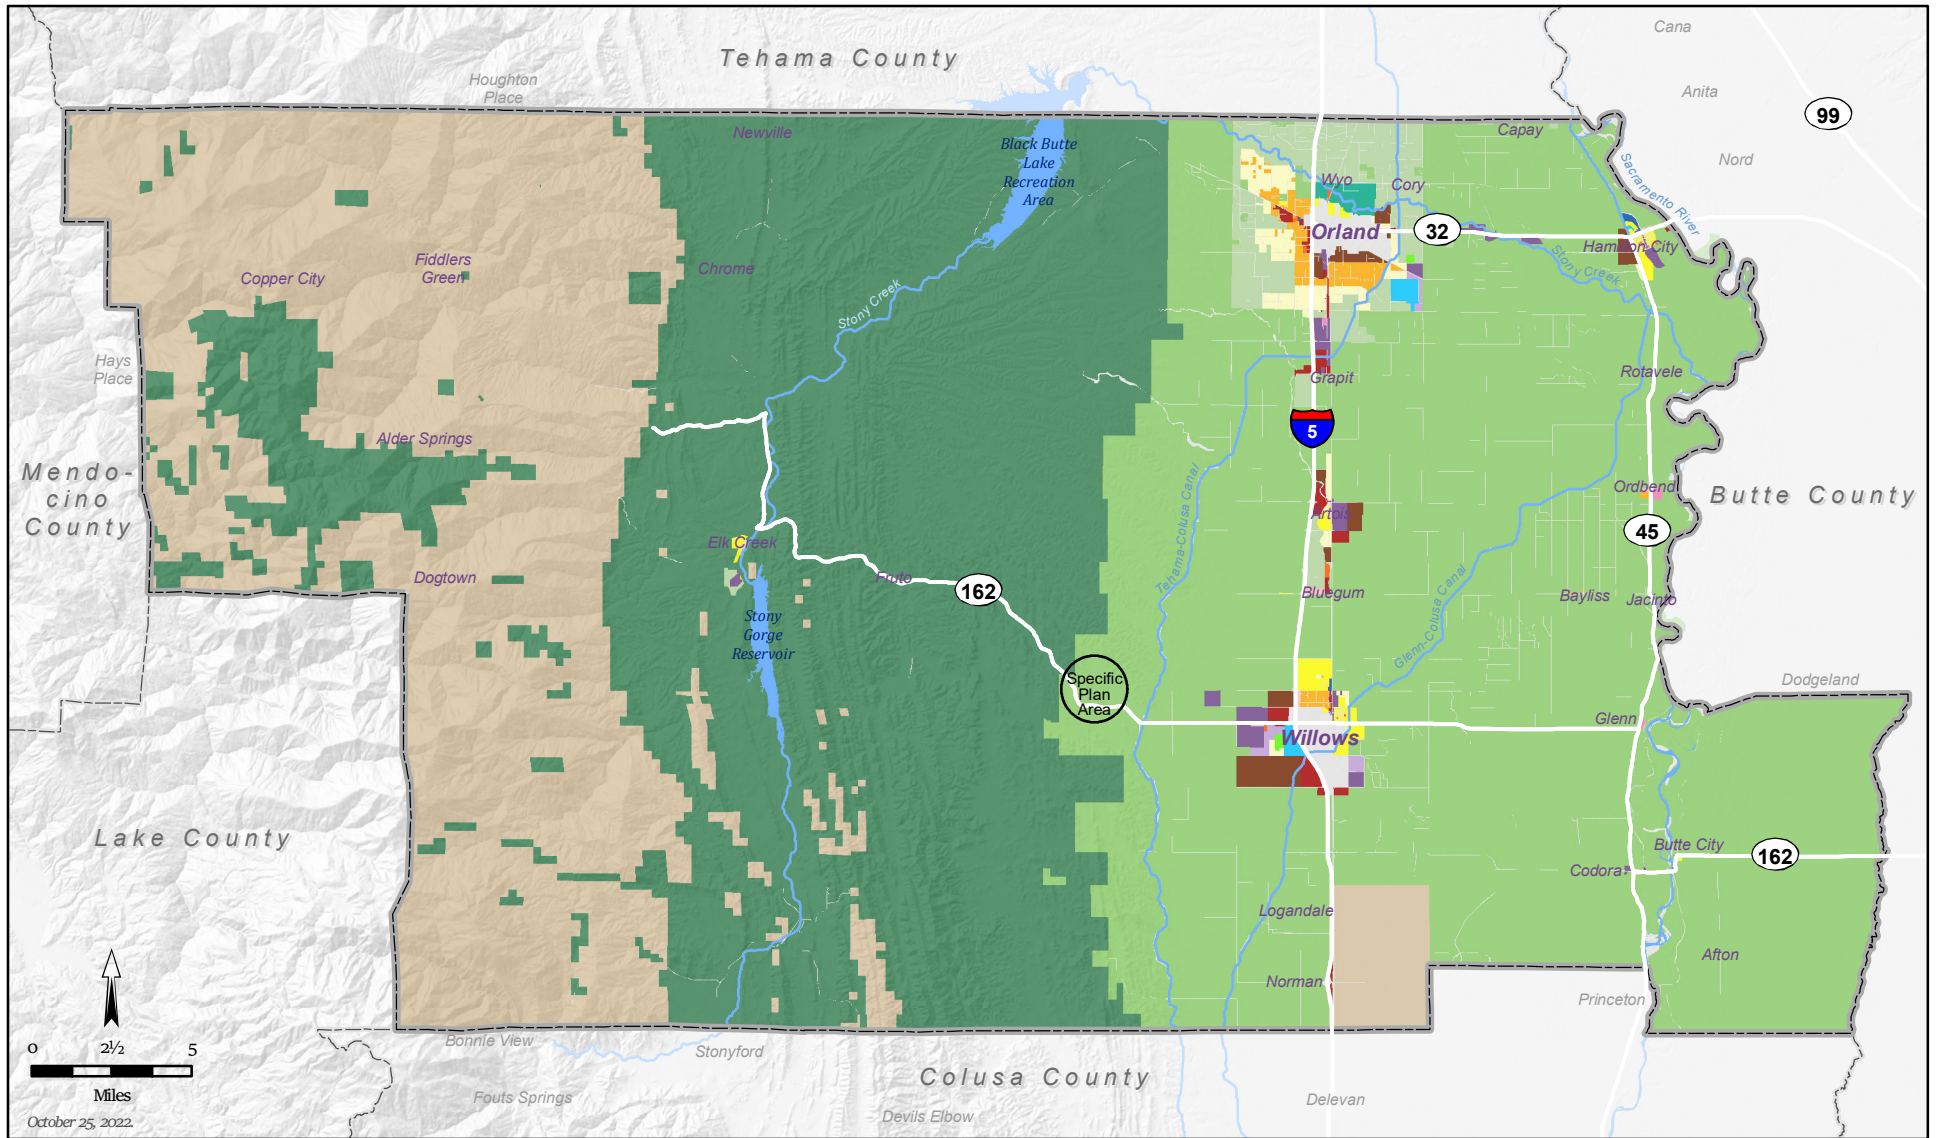 Tehama County
Cana
Houghton
Place
Anita
99
Nord
Newville
Black Butte
Lake
Recreation
Area
Capay
Sacramento River
Wyo
Cory
Orland
32
Hamilton City
Stony Creek
Copper City
Fiddlers
Green
Chrome
Stony Creek
Hays
Place
Grapit
Rotavele
5
Alder Springs
Mendo-
cino
County
Tehama-Colusa Canal
Artois
Ordbend
Butte County
45
Elk Creek
Dogtown
Fruto
162
Bluegum
Glenn-Colusa Canal
Bayliss
Jacinto
Stony
Gorge
Reservoir
Specific
Plan
Area
Dodgeland
Glenn
Willows
Lake County
Butte City
162
Codora
Logandale
Afton
Norman
Princeton
0
2½
5
Miles
October 25, 2022.
Bonnie View
Stonyford
Colusa County
Fouts Springs
Devils Elbow
Delevan